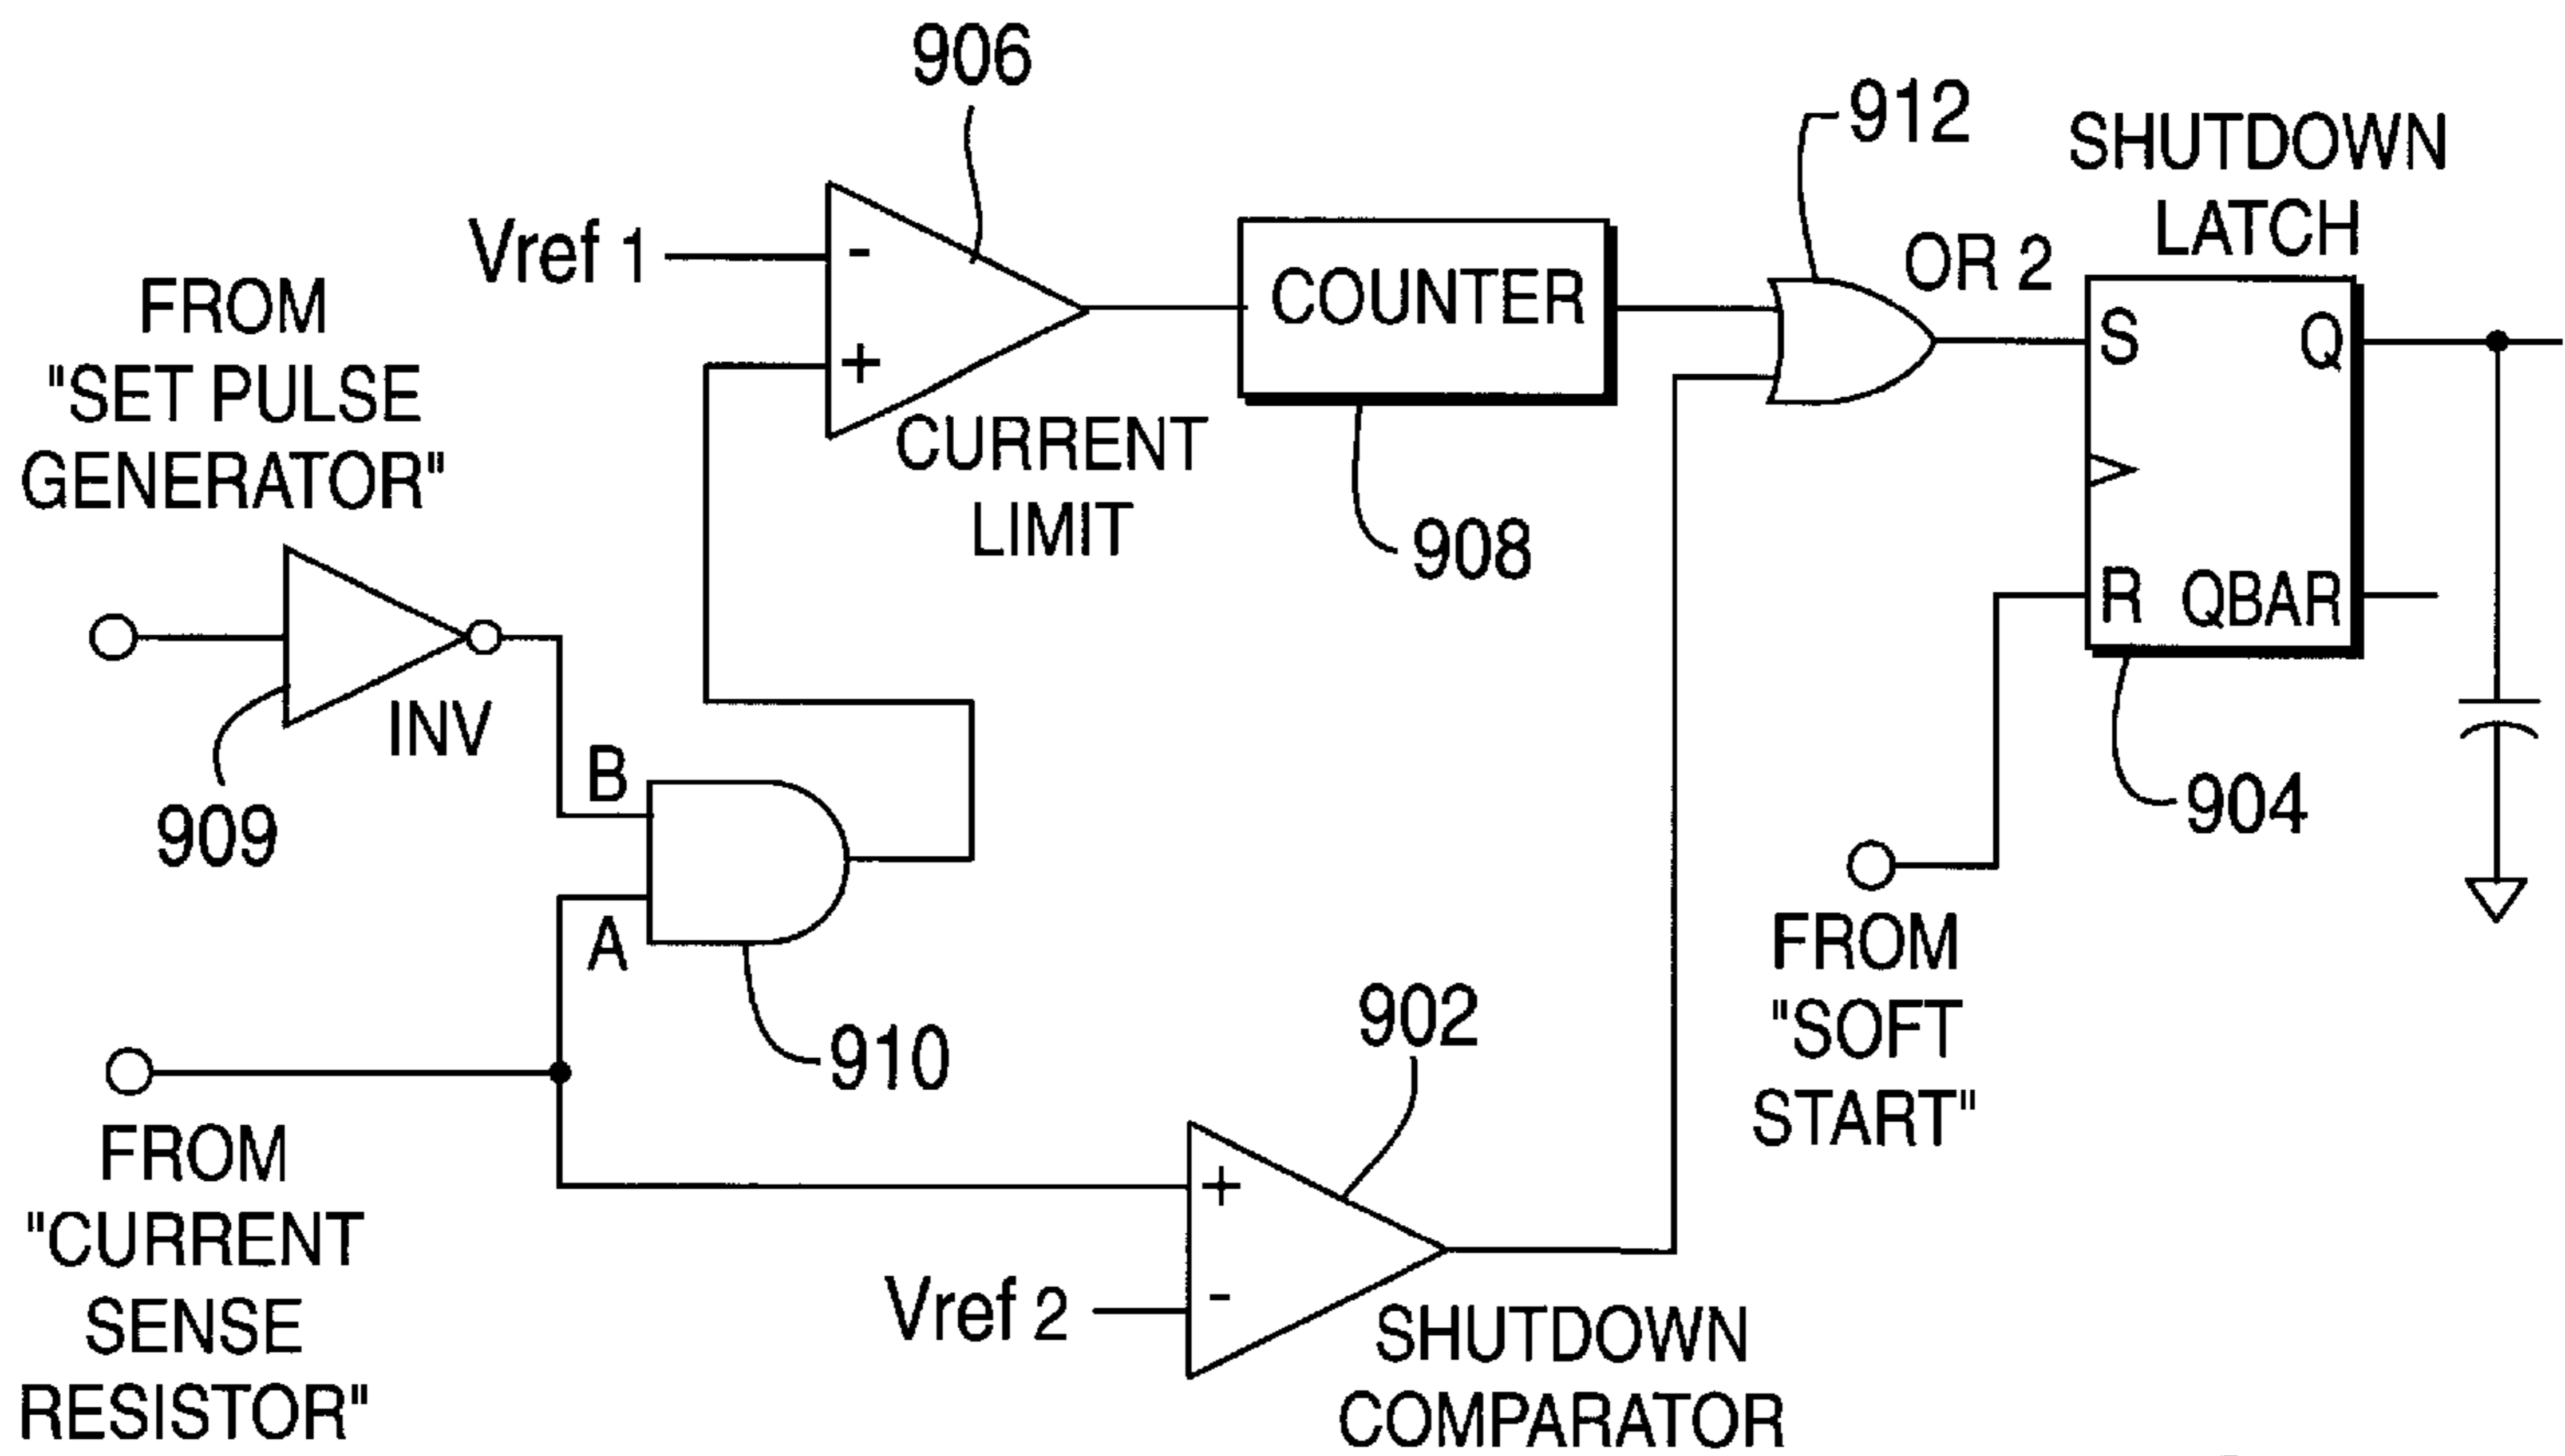 906
912
SHUTDOWN
LATCH
Vref 1
-
+
COUNTER
OR 2
S
Q
R
QBAR
FROM
"SET PULSE
GENERATOR"
CURRENT
LIMIT
908
INV
909
B
A
910
904
FROM
"SOFT
START"
902
FROM
"CURRENT
SENSE
RESISTOR"
+
-
Vref 2
SHUTDOWN
COMPARATOR